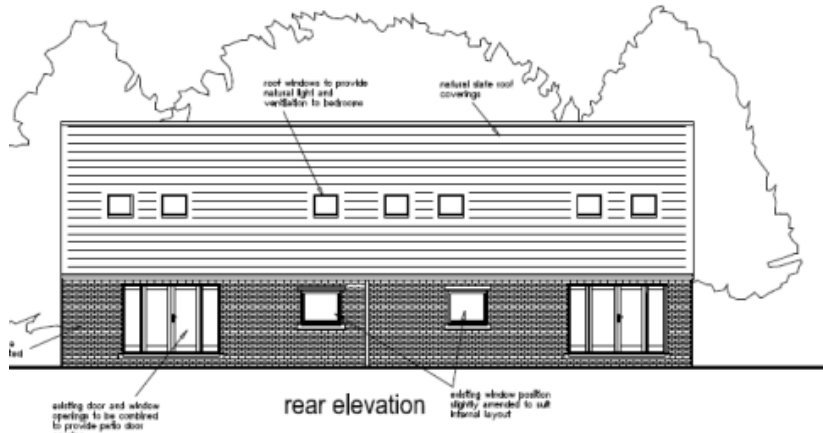 roof windows to provide
natural light and
ventilation to bedrooms
natural slate roof
coverings
existing door and window
openings to be combined
to provide patio door
rear elevation
existing window position
slightly amended to suit
internal layout